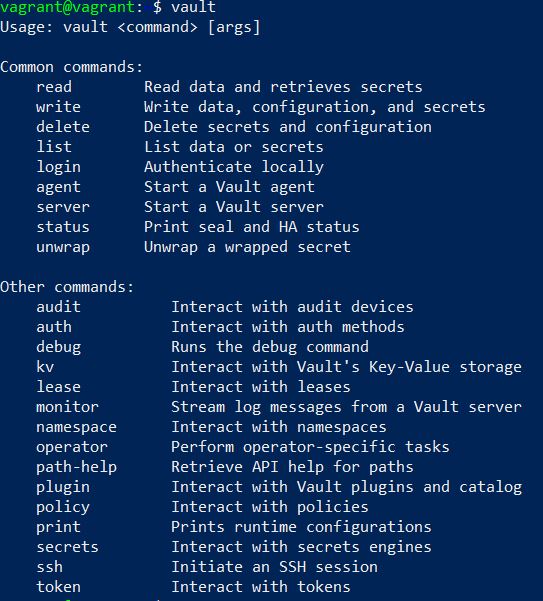 vagrant@vagrant:~$ vault
Usage: vault <command> [args]
Common commands:
read Read data and retrieves secrets
write Write data, configuration, and secrets
delete Delete secrets and configuration
list List data or secrets
login Authenticate locally
agent Start a Vault agent
server Start a Vault server
status Print seal and HA status
unwrap Unwrap a wrapped secret
Other commands:
audit Interact with audit devices
auth Interact with auth methods
debug Runs the debug command
kv Interact with Vault's Key-Value storage
lease Interact with leases
monitor Stream log messages from a Vault server
namespace Interact with namespaces
operator Perform operator-specific tasks
path-help Retrieve API help for paths
plugin Interact with Vault plugins and catalog
policy Interact with policies
print Prints runtime configurations
secrets Interact with secrets engines
ssh Initiate an SSH session
token Interact with tokens